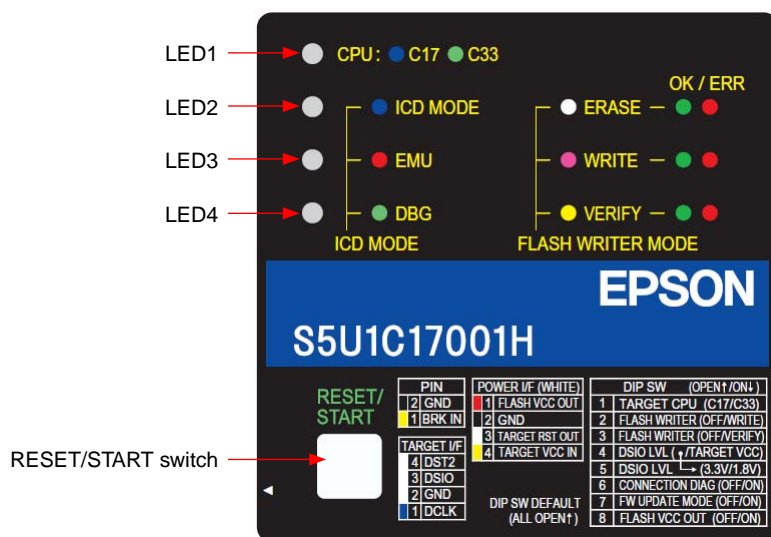 LED1
CPU: C17 C33
OK / ERR
LED2
ICD MODE
ERASE
LED3
EMU
WRITE
LED4
DBG
VERIFY
ICD MODE
FLASH WRITER MODE
EPSON
S5U1C17001H
RESET/
START
RESET/START switch
PIN
2 GND
1 BRK IN
TARGET I/F
4 DST2
3 DSIO
2 GND
1 DCLK
POWER I/F (WHITE)
1 FLASH VCC OUT
2 GND
3 TARGET RST OUT
4 TARGET VCC IN
DIP SW DEFAULT
(ALL OPEN↑)
DIP SW (OPEN↑/ON↓)
1 TARGET CPU (C17/C33)
2 FLASH WRITER (OFF/WRITE)
3 FLASH WRITER (OFF/VERIFY)
4 DSIO LVL ( /TARGET VCC)
5 DSIO LVL → (3.3V/1.8V)
6 CONNECTION DIAG (OFF/ON)
7 FW UPDATE MODE (OFF/ON)
8 FLASH VCC OUT (OFF/ON)